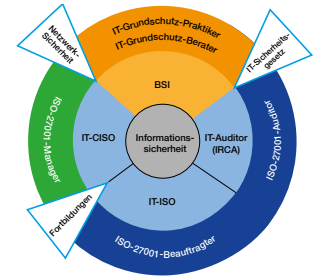 IT-Grundschutz-Praktiker
IT-Grundschutz-Berater
Netzwerk-
Sicherheit
IT-Sicherheits-
gesetz
BSI
ISO-27001-Manager
IT-CISO
Informations-
sicherheit
IT-Auditor
(IRCA)
ISO-27001-Auditor
IT-ISO
Fortbildungen
ISO-27001-Beauftragter